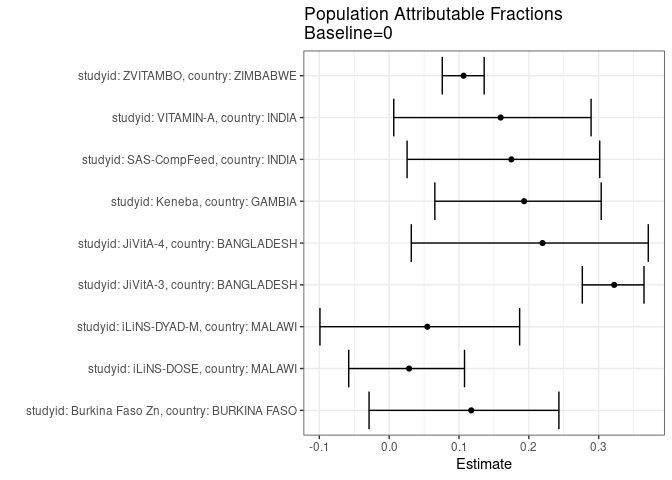 Population Attributable Fractions
Baseline=0
studyid: ZVITAMBO, country: ZIMBABWE
studyid: VITAMIN-A, country: INDIA
studyid: SAS-CompFeed, country: INDIA
studyid: Keneba, country: GAMBIA
studyid: JiVitA-4, country: BANGLADESH
studyid: JiVitA-3, country: BANGLADESH
studyid: iLiNS-DYAD-M, country: MALAWI
studyid: iLiNS-DOSE, country: MALAWI
studyid: Burkina Faso Zn, country: BURKINA FASO
-0.1 0.0 0.1 0.2 0.3
Estimate